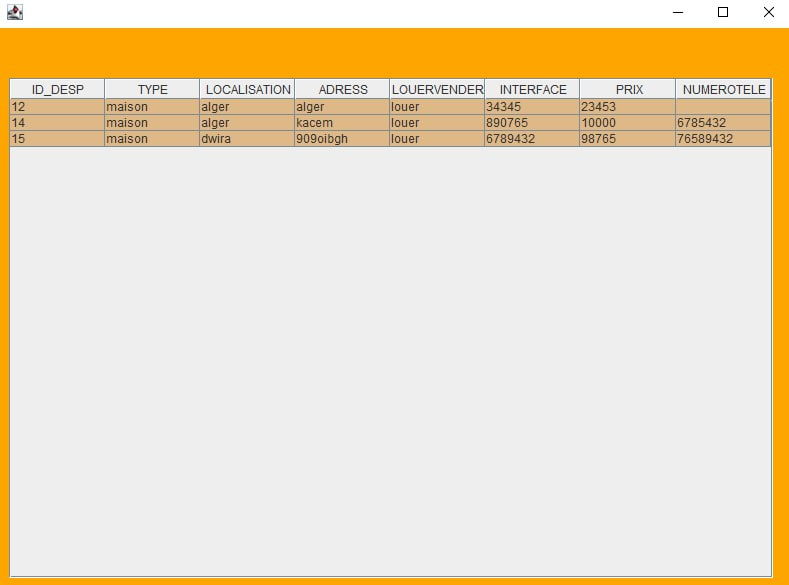 ID_DESP TYPE LOCALISATION ADRESS LOUERVENDER INTERFACE PRIX NUMEROTELE
12 maison alger alger louer 34345 23453
14 maison alger kacem louer 890765 10000 6785432
15 maison dwira 909oibgh louer 6789432 98765 76589432